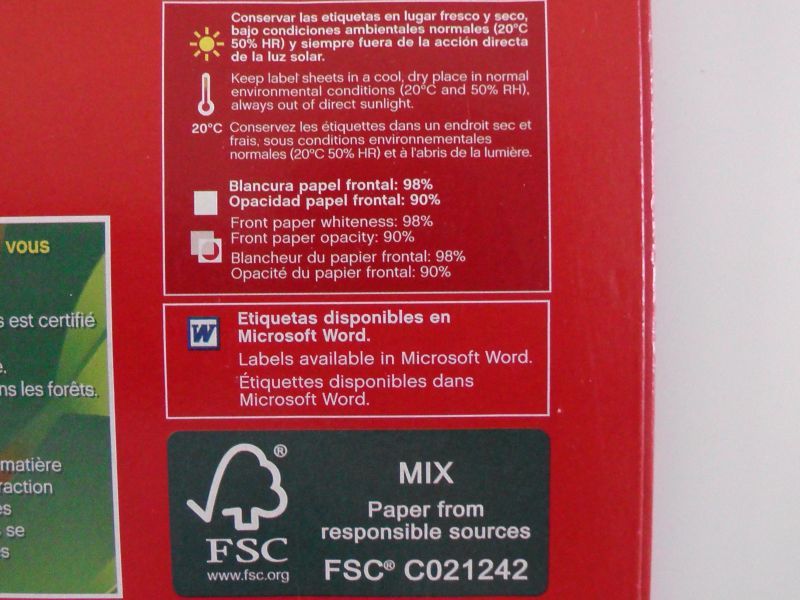 Conservar las etiquetas en lugar fresco y seco,
bajo condiciones ambientales normales (20°C
50% HR) y siempre fuera de la acción directa
de la luz solar.
Keep label sheets in a cool, dry place in normal
environmental conditions (20°C and 50% RH),
always out of direct sunlight.
20°C
Conservez les étiquettes dans un endroit sec et
frais, sous conditions environnementales
normales (20°C 50% HR) et à l'abris de la lumière.
Blancura papel frontal: 98%
Opacidad papel frontal: 90%
Front paper whiteness: 98%
Front paper opacity: 90%
Blancheur du papier frontal: 98%
Opacité du papier frontal: 90%
W
Etiquetas disponibles en
Microsoft Word.
Labels available in Microsoft Word.
Étiquettes disponibles dans
Microsoft Word.
vous
est certifié
les forêts.
matière
se
FSC®
www.fsc.org
MIX
Paper from
responsible sources
FSC® C021242